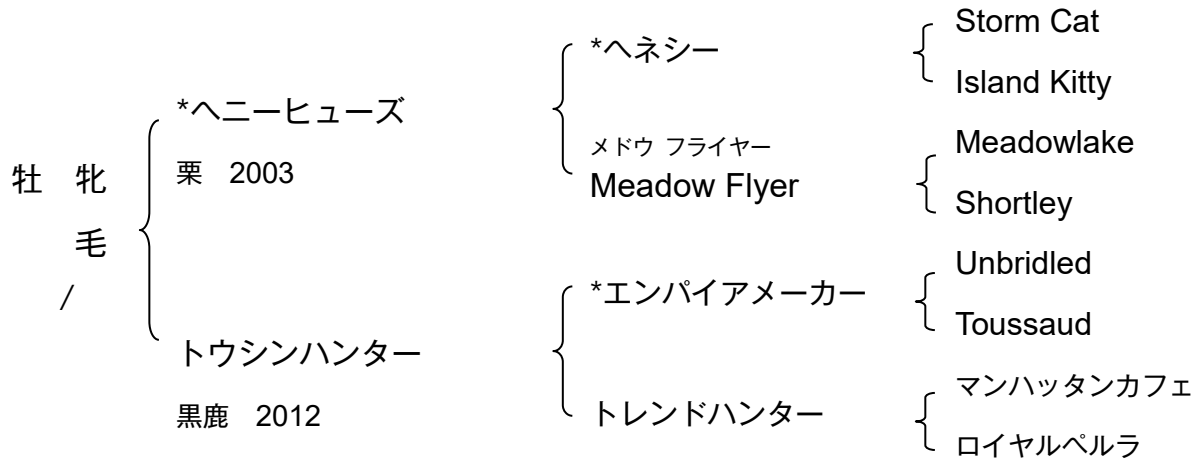 牡　牝
毛
/
*ヘニーヒューズ
栗　2003
トウシンハンター
黒鹿　2012
*ヘネシー
メドウ フライヤー
Meadow Flyer
*エンパイアメーカー
トレンドハンター
Storm Cat
Island Kitty
Meadowlake
Shortley
Unbridled
Toussaud
マンハッタンカフェ
ロイヤルペルラ